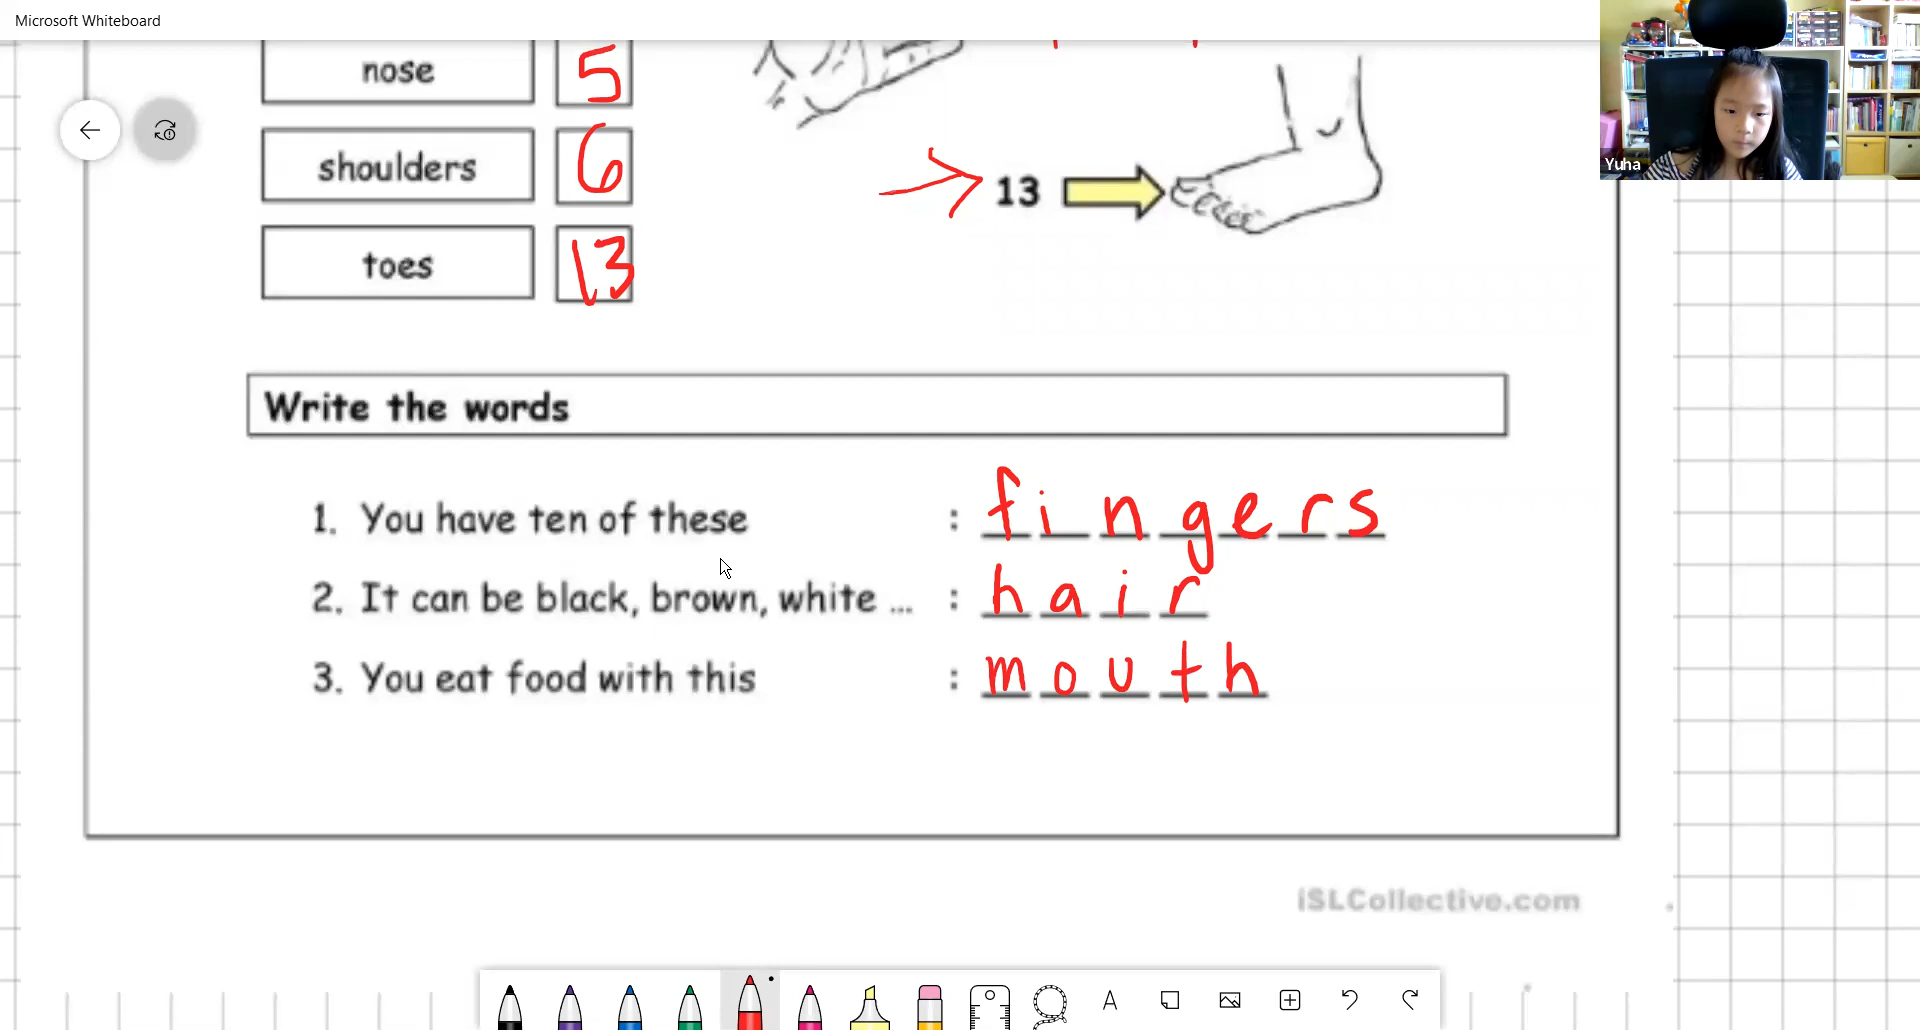 Microsoft Whiteboard
Yuha
nose 5
shoulders 6
13
toes 13
Write the words
1. You have ten of these : fingers
2. It can be black, brown, white ... : hair
3. You eat food with this : mouth
iSLCollective.com
A